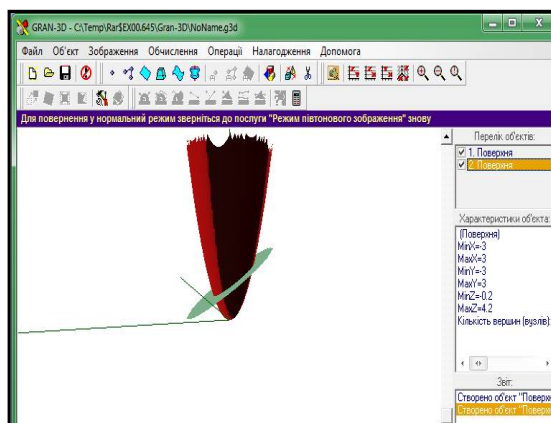 GRAN-3D - C:\Temp\Rar$EX00.645\Gran-3D\NoName.g3d
Файл Об'єкт Зображення Обчислення Операції Налагодження Допомога
Для повернення у нормальний режим зверніться до послуги "Режим півтонового зображення" знову
Перелік об'єктів:
1. Поверхня
2. Поверхня
Характеристики об'єкта:
(Поверхня)
MinX=-3
MaxX=3
MinY=-3
MaxY=3
MinZ=-0.2
MaxZ=4.2
Кількість вершин (вузлів):
Звіт:
Створено об'єкт "Поверхн
Створено об'єкт "Поверхн